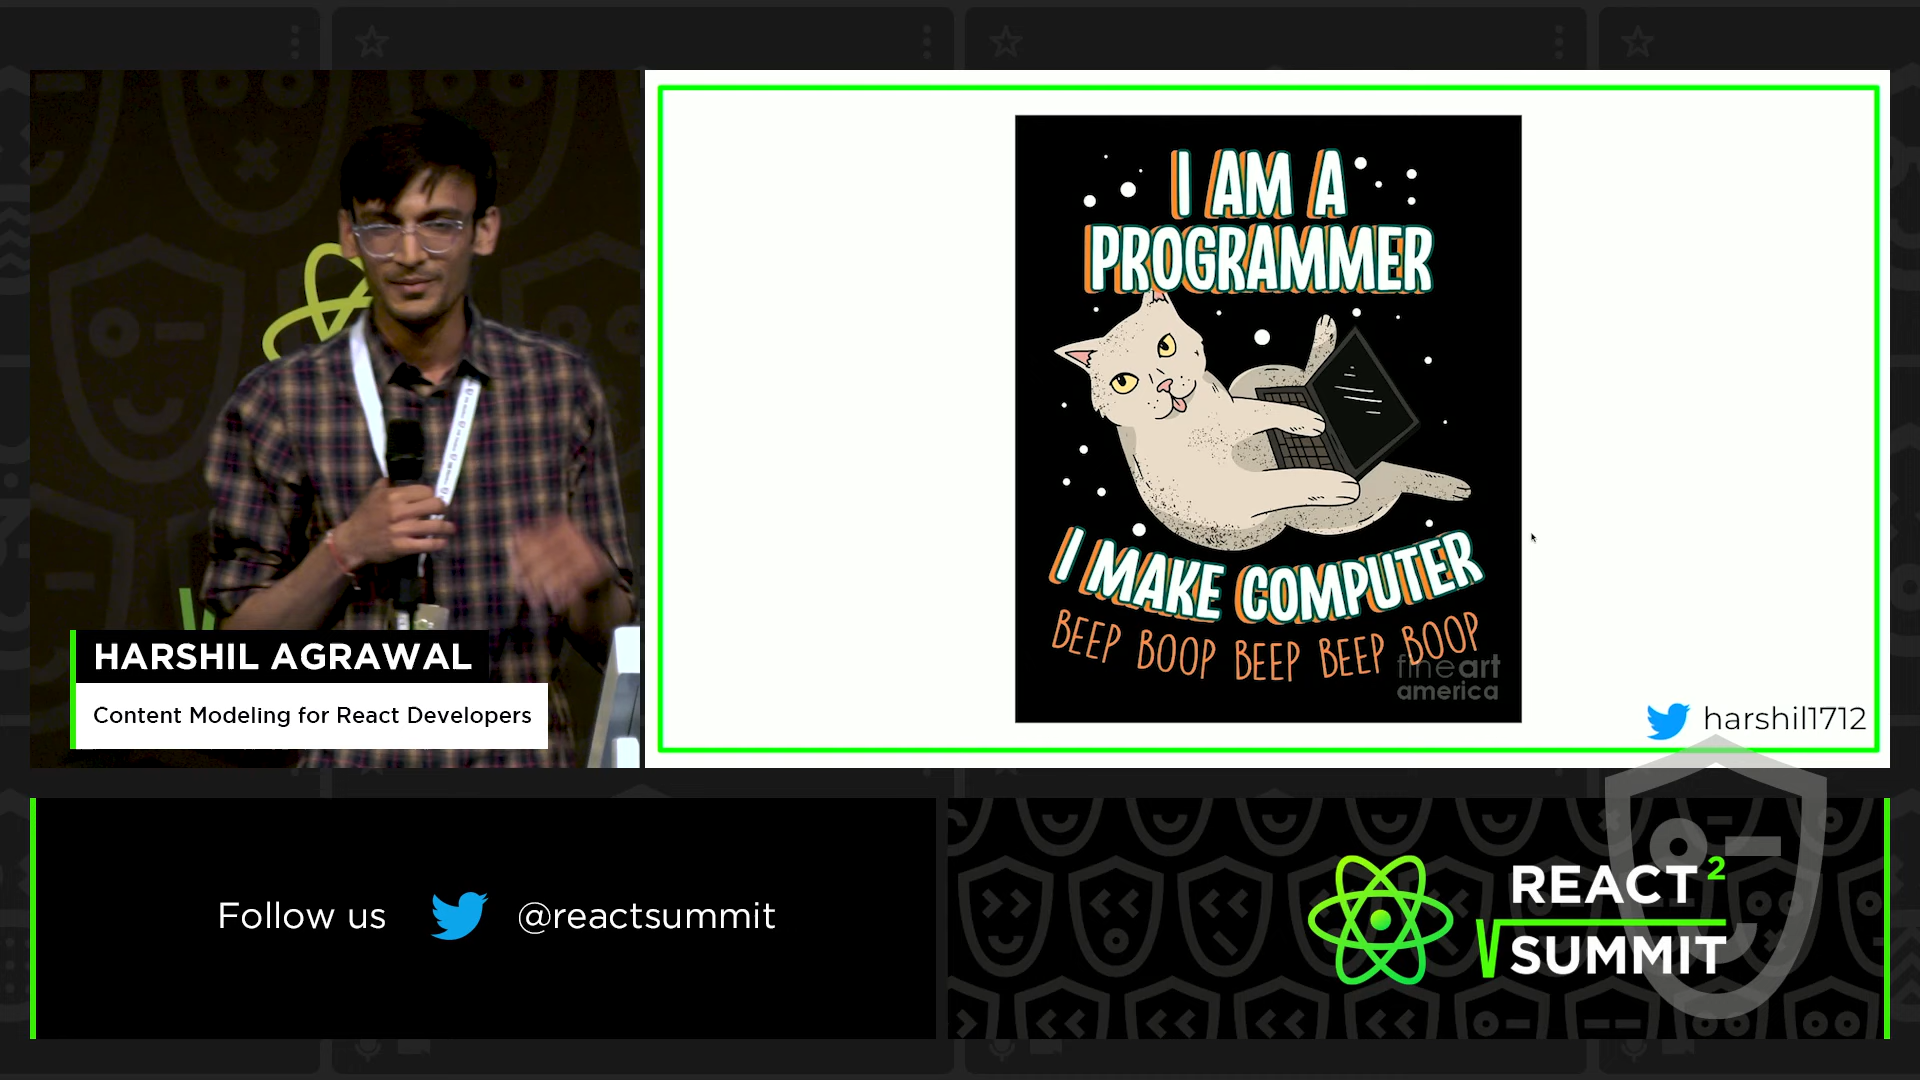 I AM A
PROGRAMMER
I MAKE COMPUTER
BEEP BOOP BEEP BEEP BOOP
fineart
america
harshil1712
HARSHIL AGRAWAL
Content Modeling for React Developers
Follow us @reactsummit
REACT 2
SUMMIT